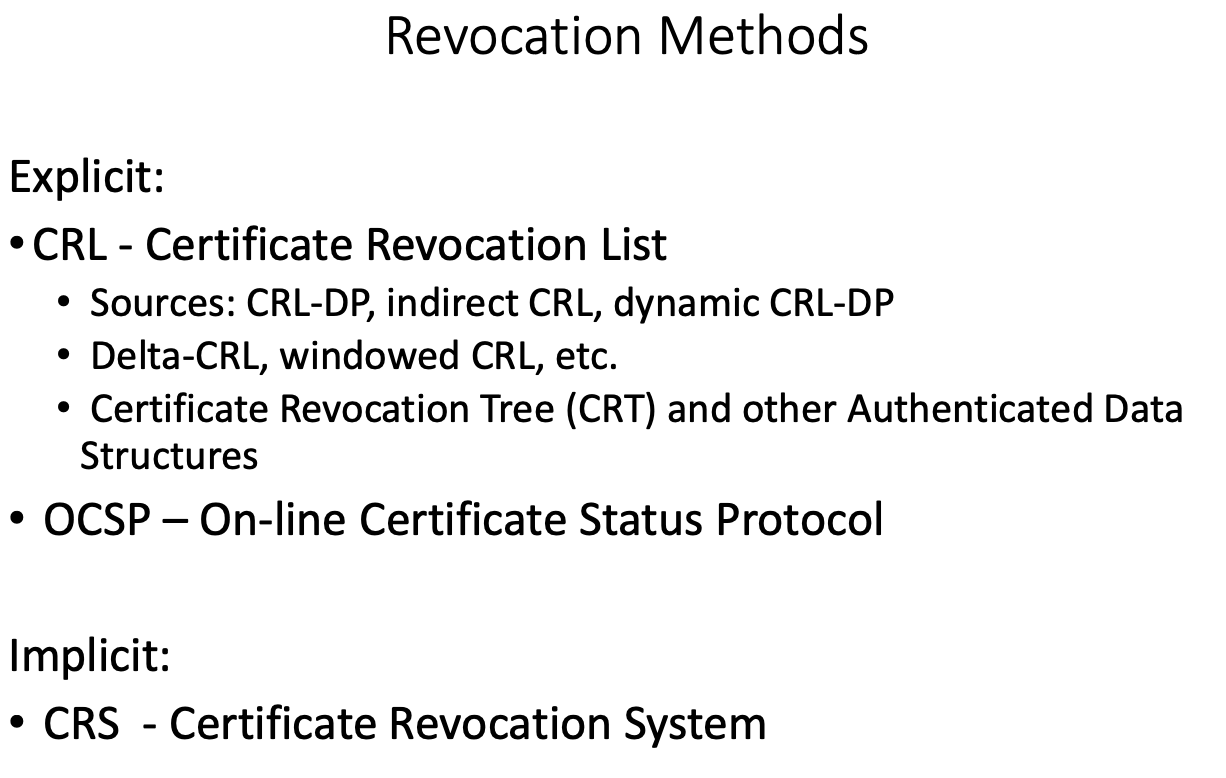 Revocation Methods
Explicit:
• CRL - Certificate Revocation List
• Sources: CRL-DP, indirect CRL, dynamic CRL-DP
• Delta-CRL, windowed CRL, etc.
• Certificate Revocation Tree (CRT) and other Authenticated Data
Structures
• OCSP – On-line Certificate Status Protocol
Implicit:
• CRS - Certificate Revocation System